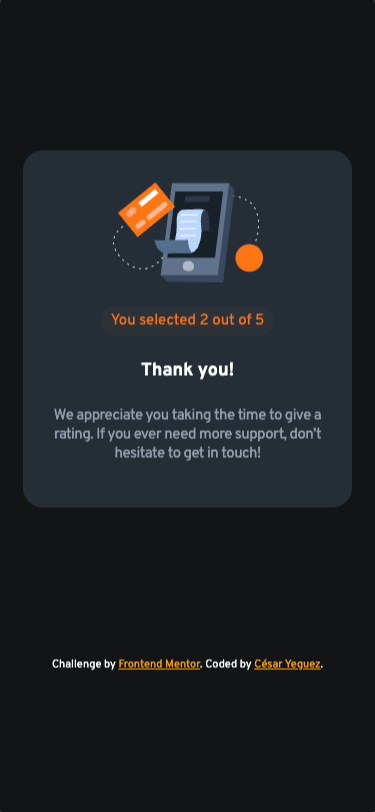 You selected 2 out of 5
Thank you!
We appreciate you taking the time to give a
rating. If you ever need more support, don't
hesitate to get in touch!
Challenge by Frontend Mentor. Coded by César Yeguez.